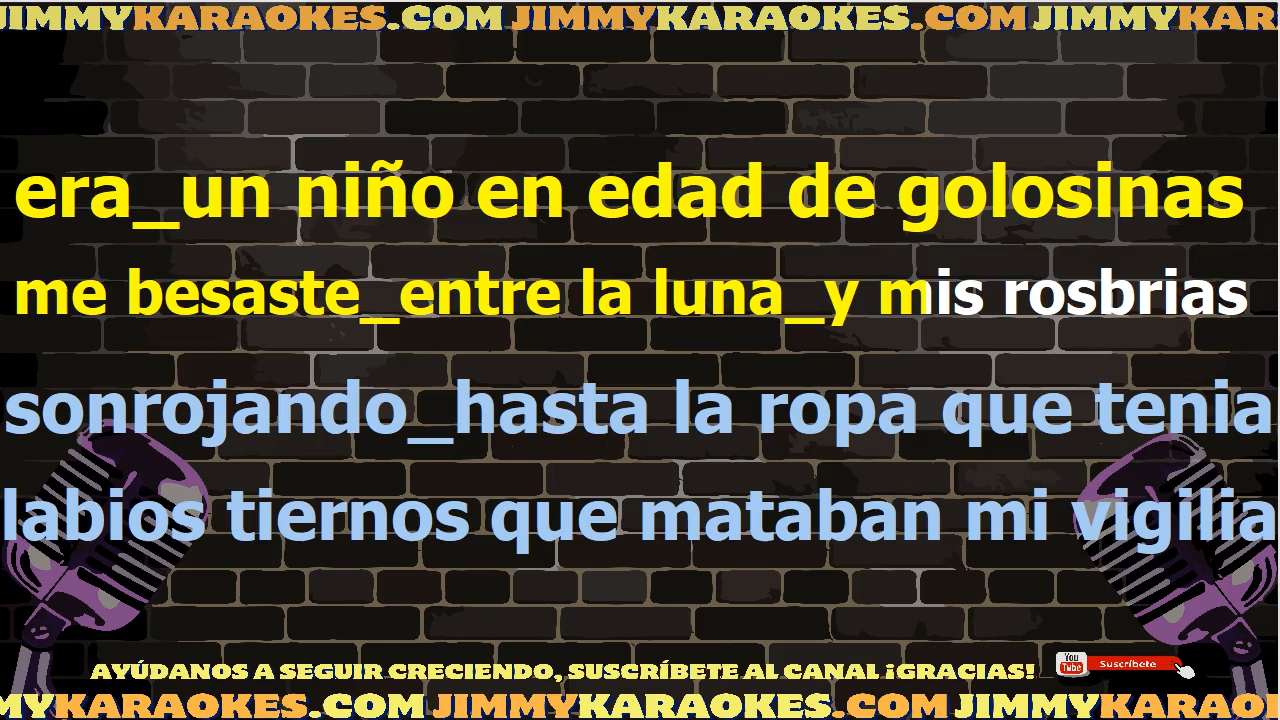 JIMMYKARAOKES.COM JIMMYKARAOKES.COM JIMMYKAR
era_un niño en edad de golosinas
me besaste_entre la luna_y mis rosbrias
sonrojando_hasta la ropa que tenia
labios tiernos que mataban mi vigilia
AYÚDANOS A SEGUIR CRECIENDO, SUSCRÍBETE AL CANAL ¡GRACIAS! You Tube Suscríbete
MYKARAOKES.COM JIMMYKARAOKES.COM JIMMYKARAOK